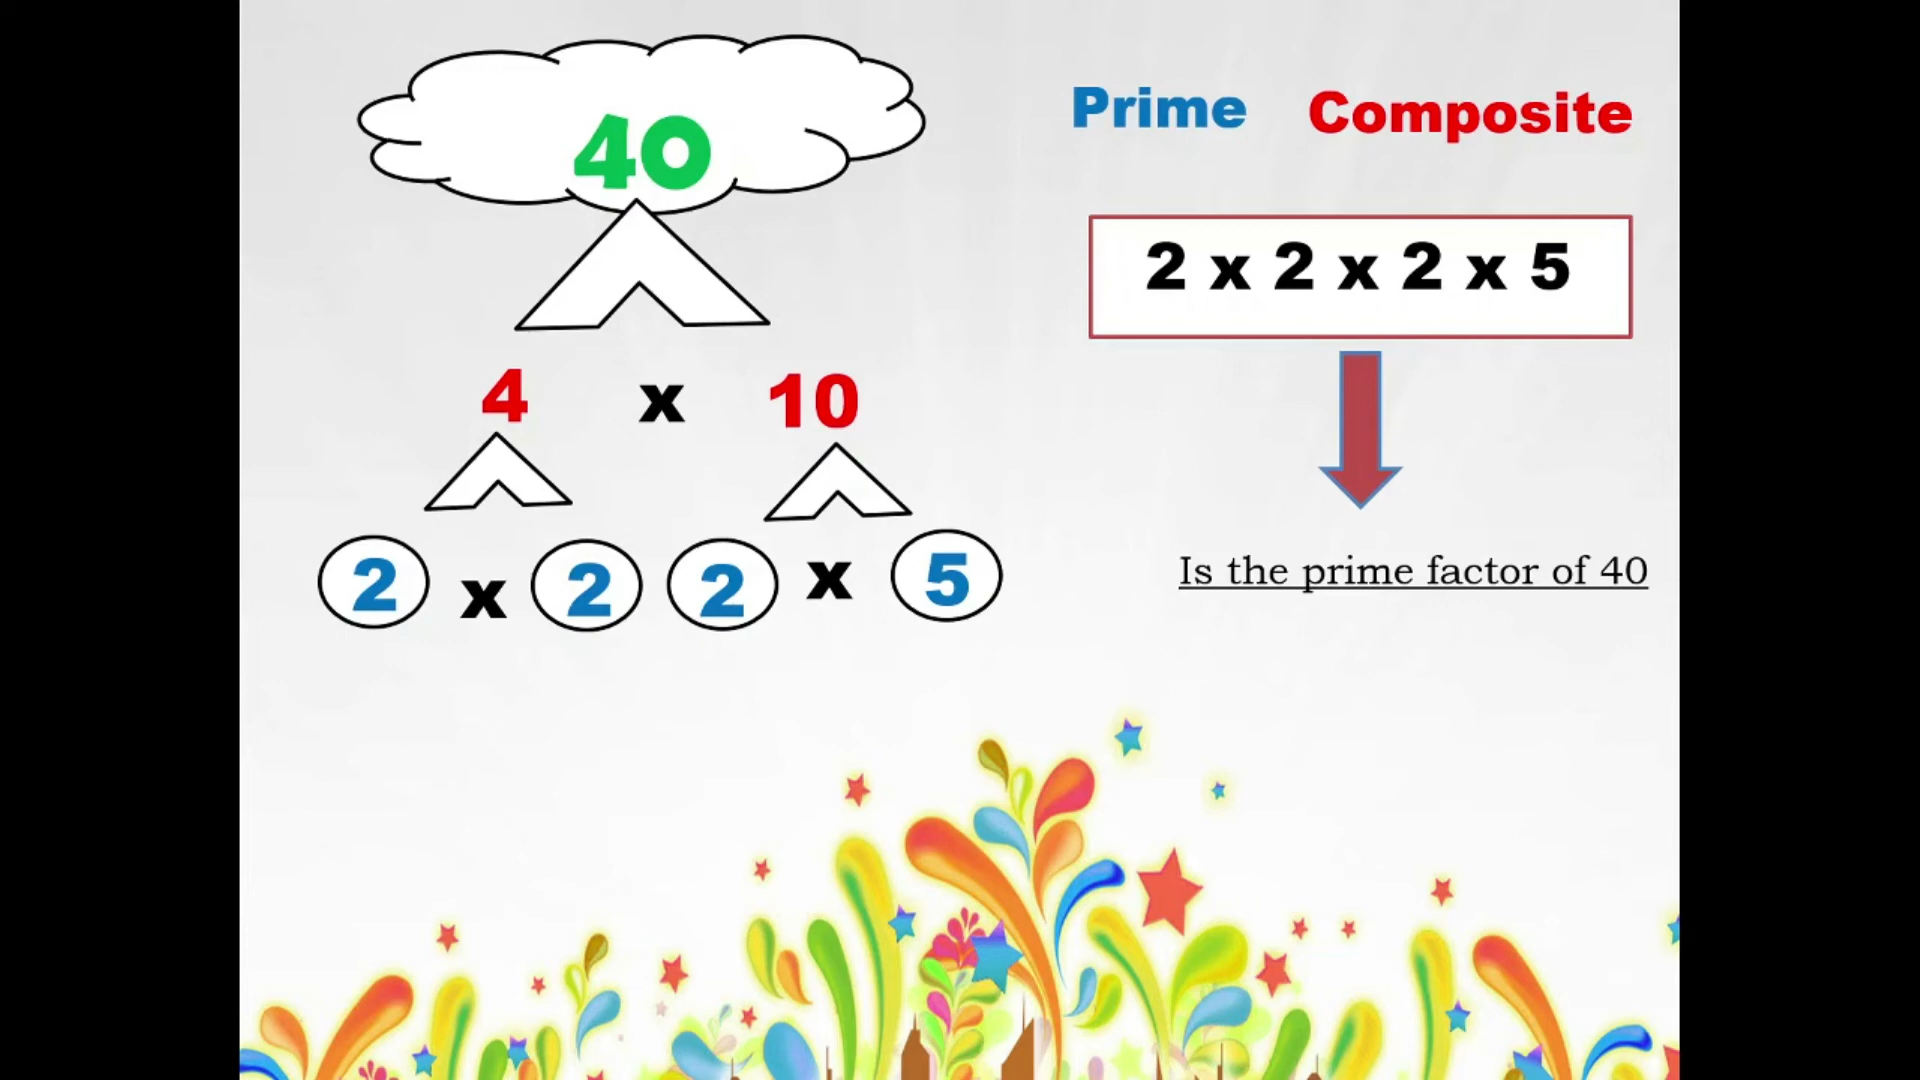 40
Prime Composite
2 x 2 x 2 x 5
4 x 10
2 x 2 2 x 5
Is the prime factor of 40